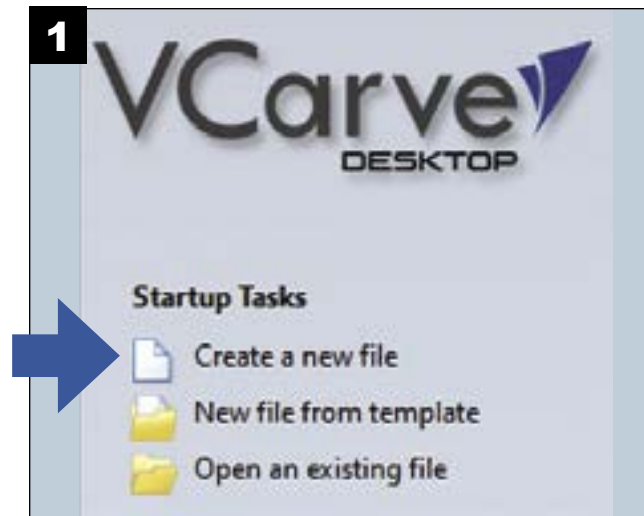 1
VCarve
DESKTOP
Startup Tasks
Create a new file
New file from template
Open an existing file